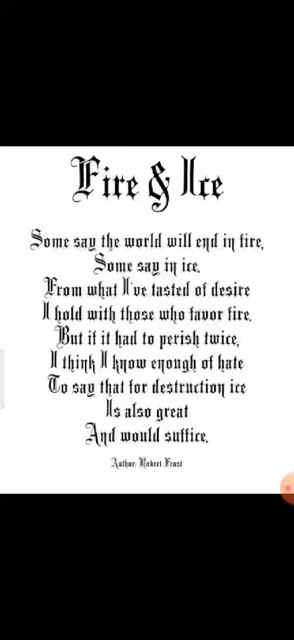 Fire & Ice
Some say the world will end in fire,
Some say in ice.
From what I've tasted of desire
I hold with those who favor fire.
But if it had to perish twice,
I think I know enough of hate
To say that for destruction ice
Is also great
And would suffice.
Author: Robert Frost